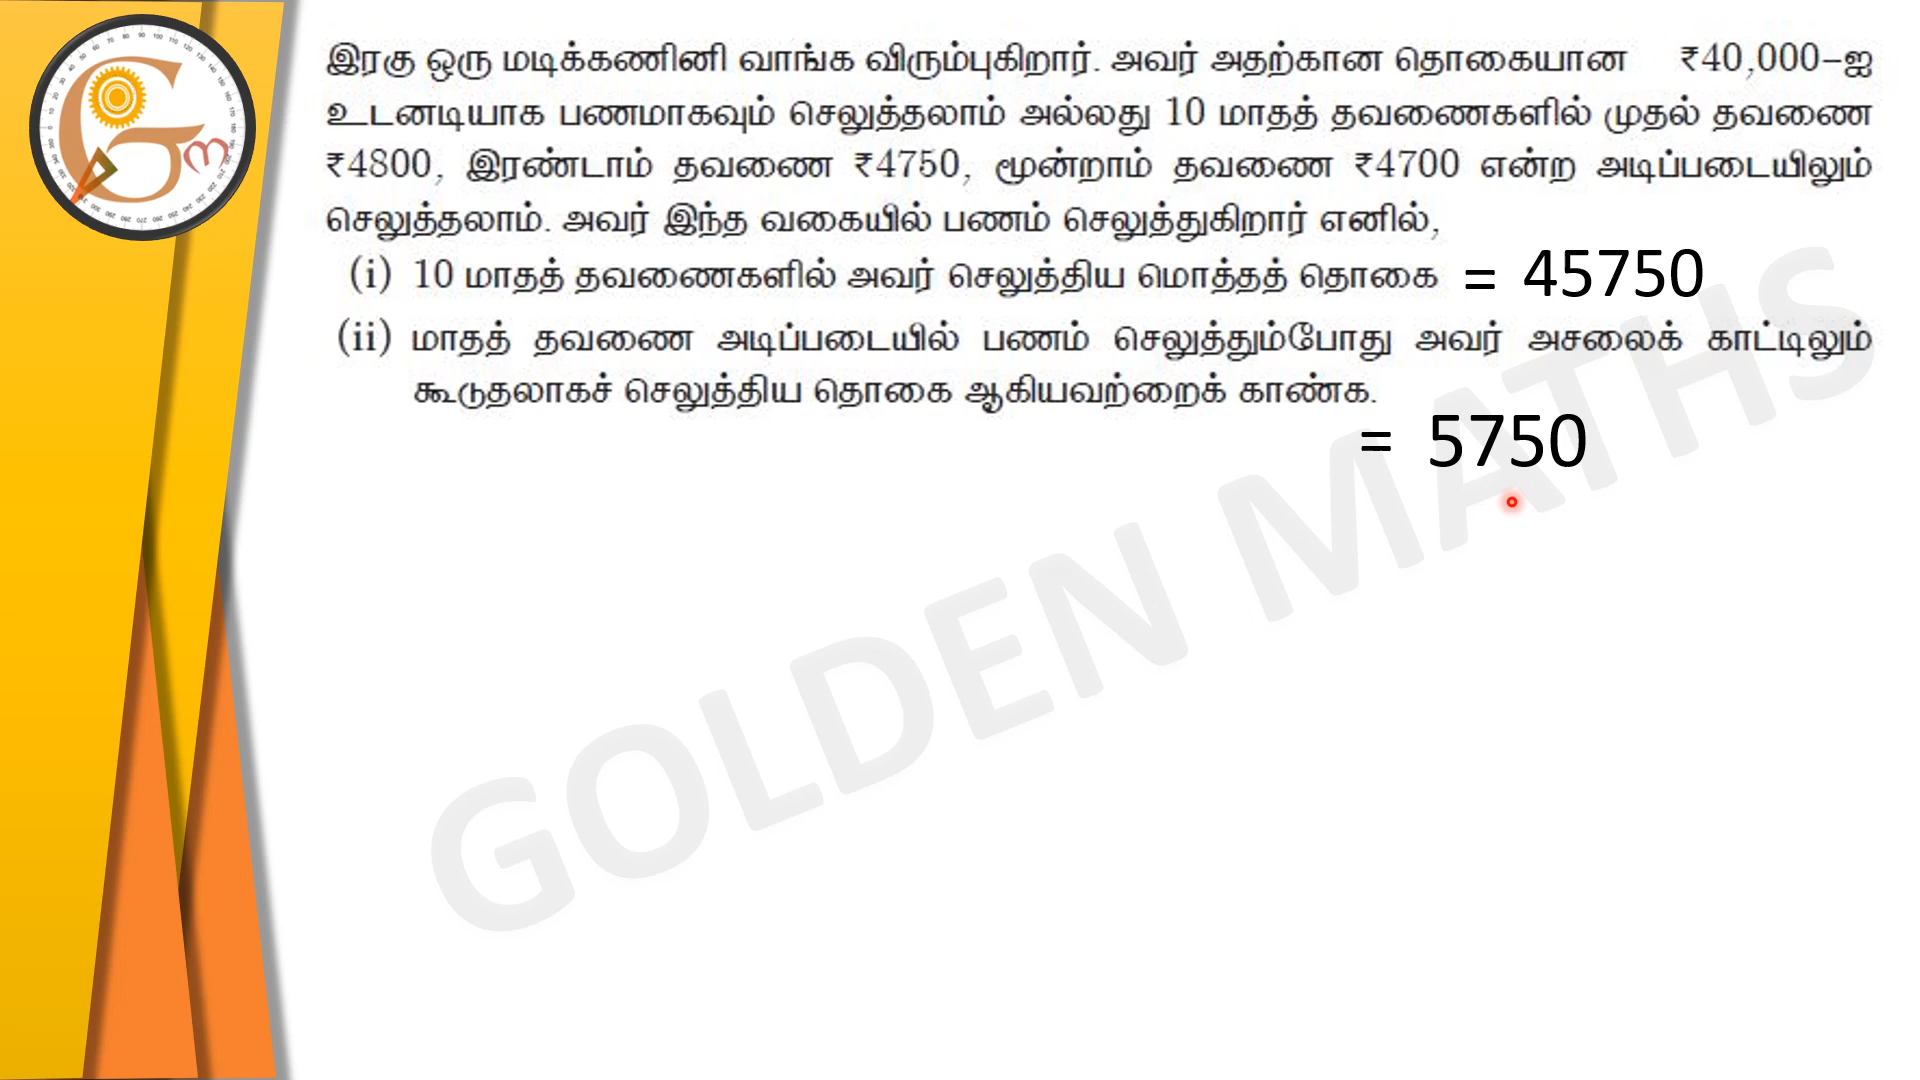 இரகு ஒரு மடிக்கணினி வாங்க விரும்புகிறார். அவர் அதற்கான தொகையான ₹40,000–ஐ
உடனடியாக பணமாகவும் செலுத்தலாம் அல்லது 10 மாதத் தவணைகளில் முதல் தவணை
₹4800, இரண்டாம் தவணை ₹4750, மூன்றாம் தவணை ₹4700 என்ற அடிப்படையிலும்
செலுத்தலாம். அவர் இந்த வகையில் பணம் செலுத்துகிறார் எனில்,
(i) 10 மாதத் தவணைகளில் அவர் செலுத்திய மொத்தத் தொகை = 45750
(ii) மாதத் தவணை அடிப்படையில் பணம் செலுத்தும்போது அவர் அசலைக் காட்டிலும்
கூடுதலாகச் செலுத்திய தொகை ஆகியவற்றைக் காண்க.
= 5750
GOLDEN MATHS